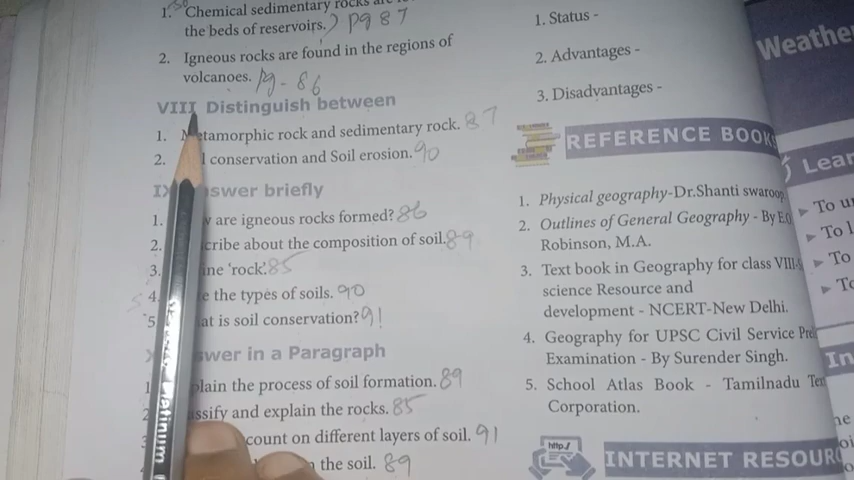 1. Chemical sedimentary rocks are
the beds of reservoirs.) pg 87
2. Igneous rocks are found in the regions of
volcanoes. pg - 86
VIII Distinguish between
1. Metamorphic rock and sedimentary rock. 87
2. conservation and Soil erosion. 90
IX swer briefly
1. w are igneous rocks formed? 86
2. cribe about the composition of soil. 89
3. ine 'rock'. 85
4. e the types of soils. 90
5 at is soil conservation? 91
swer in a Paragraph
1 plain the process of soil formation. 89
2 ssify and explain the rocks. 85
count on different layers of soil. 91
the soil. 89
1. Status -
2. Advantages -
3. Disadvantages -
REFERENCE BOOK
1. Physical geography-Dr.Shanti swaroop
2. Outlines of General Geography - By E.O
Robinson, M.A.
3. Text book in Geography for class VIII-s
science Resource and
development - NCERT-New Delhi.
4. Geography for UPSC Civil Service Pre
Examination - By Surender Singh.
5. School Atlas Book - Tamilnadu Te
Corporation.
http://
INTERNET RESOUR
Weathe
Lear
To u
To l
To
To
In
Platinum